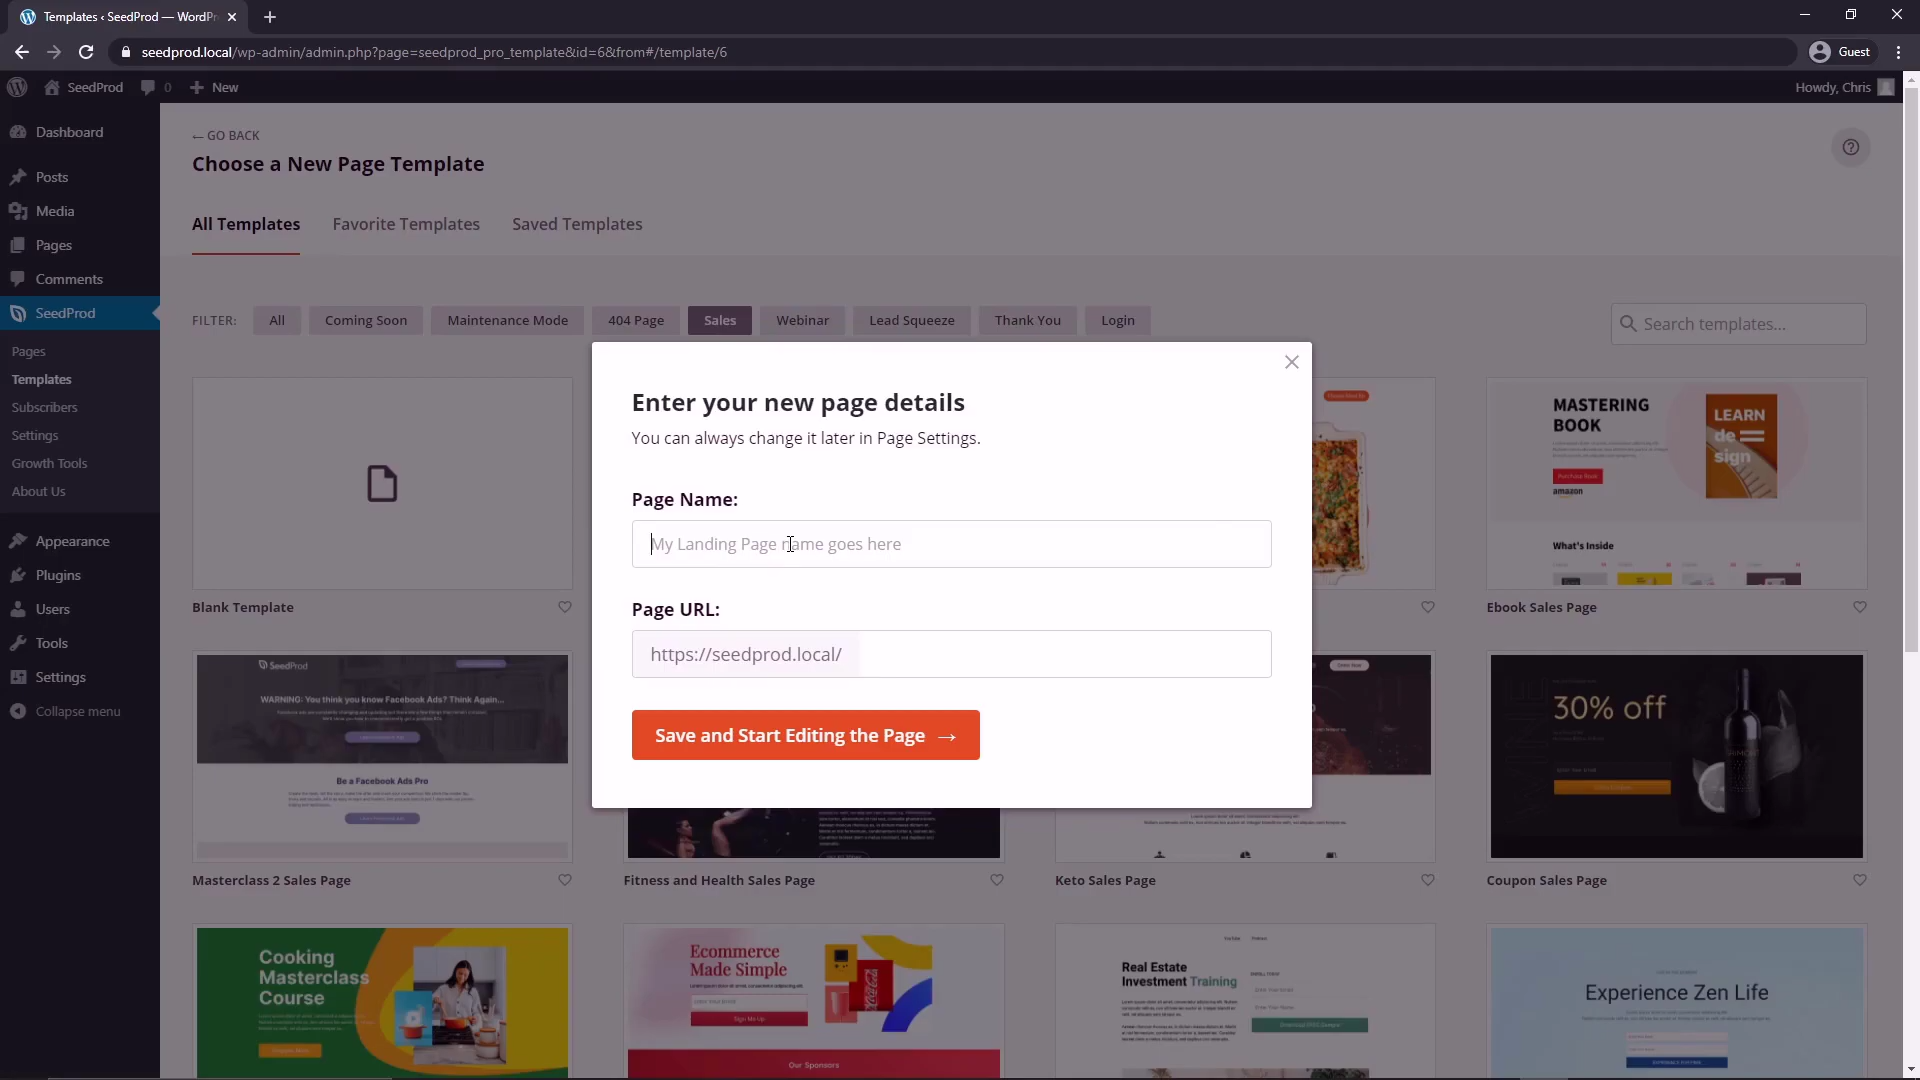 Templates ‹ SeedProd — WordPr
seedprod.local/wp-admin/admin.php?page=seedprod_pro_template&id=6&from#/template/6
Guest
SeedProd
0
New
Howdy, Chris
Dashboard
Posts
Media
Pages
Comments
SeedProd
Pages
Templates
Subscribers
Settings
Growth Tools
About Us
Appearance
Plugins
Users
Tools
Settings
Collapse menu
← GO BACK
Choose a New Page Template
All Templates
Favorite Templates
Saved Templates
FILTER:
All
Coming Soon
Maintenance Mode
404 Page
Sales
Webinar
Lead Squeeze
Thank You
Login
Search templates...
Enter your new page details
You can always change it later in Page Settings.
Page Name:
My Landing Page name goes here
Page URL:
https://seedprod.local/
Save and Start Editing the Page →
Blank Template
MASTERING
BOOK
Purchase Book
amazon
LEARN
de
sign
What's Inside
Ebook Sales Page
SeedProd
WARNING: You think you know Facebook Ads? Think Again...
Be a Facebook Ads Pro
Masterclass 2 Sales Page
Fitness and Health Sales Page
Keto Sales Page
30% off
Coupon Sales Page
Cooking
Masterclass
Course
Ecommerce
Made Simple
Sign Me Up
Our Sponsors
Real Estate
Investment Training
Experience Zen Life